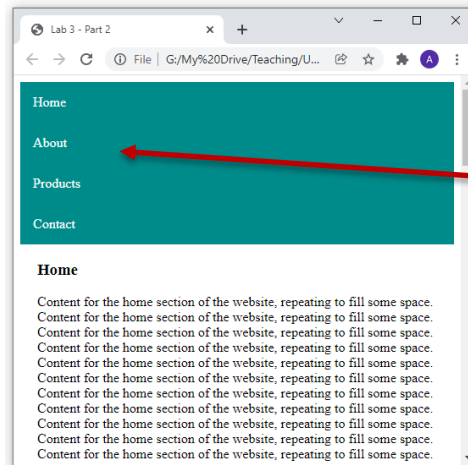 Lab 3 - Part 2
File | G:/My%20Drive/Teaching/U...
A
Home
About
Products
Contact
Home
Content for the home section of the website, repeating to fill some space.
Content for the home section of the website, repeating to fill some space.
Content for the home section of the website, repeating to fill some space.
Content for the home section of the website, repeating to fill some space.
Content for the home section of the website, repeating to fill some space.
Content for the home section of the website, repeating to fill some space.
Content for the home section of the website, repeating to fill some space.
Content for the home section of the website, repeating to fill some space.
Content for the home section of the website, repeating to fill some space.
Content for the home section of the website, repeating to fill some space.
Content for the home section of the website, repeating to fill some space.